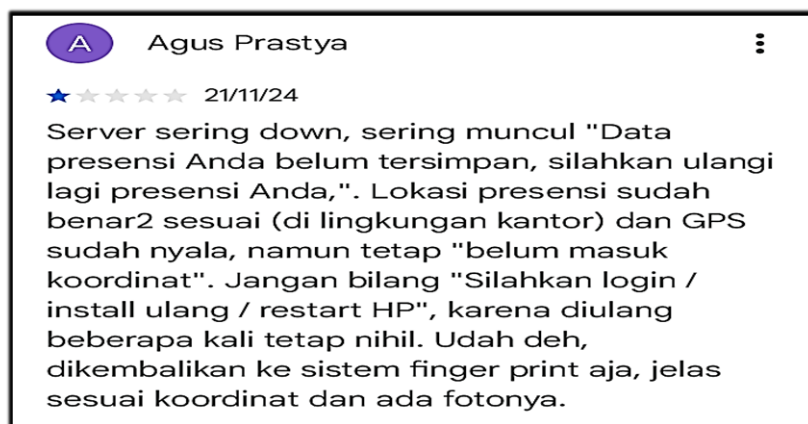 A Agus Prastya
21/11/24
Server sering down, sering muncul "Data
presensi Anda belum tersimpan, silahkan ulangi
lagi presensi Anda,". Lokasi presensi sudah
benar2 sesuai (di lingkungan kantor) dan GPS
sudah nyala, namun tetap "belum masuk
koordinat". Jangan bilang "Silahkan login /
install ulang / restart HP", karena diulang
beberapa kali tetap nihil. Udah deh,
dikembalikan ke sistem finger print aja, jelas
sesuai koordinat dan ada fotonya.